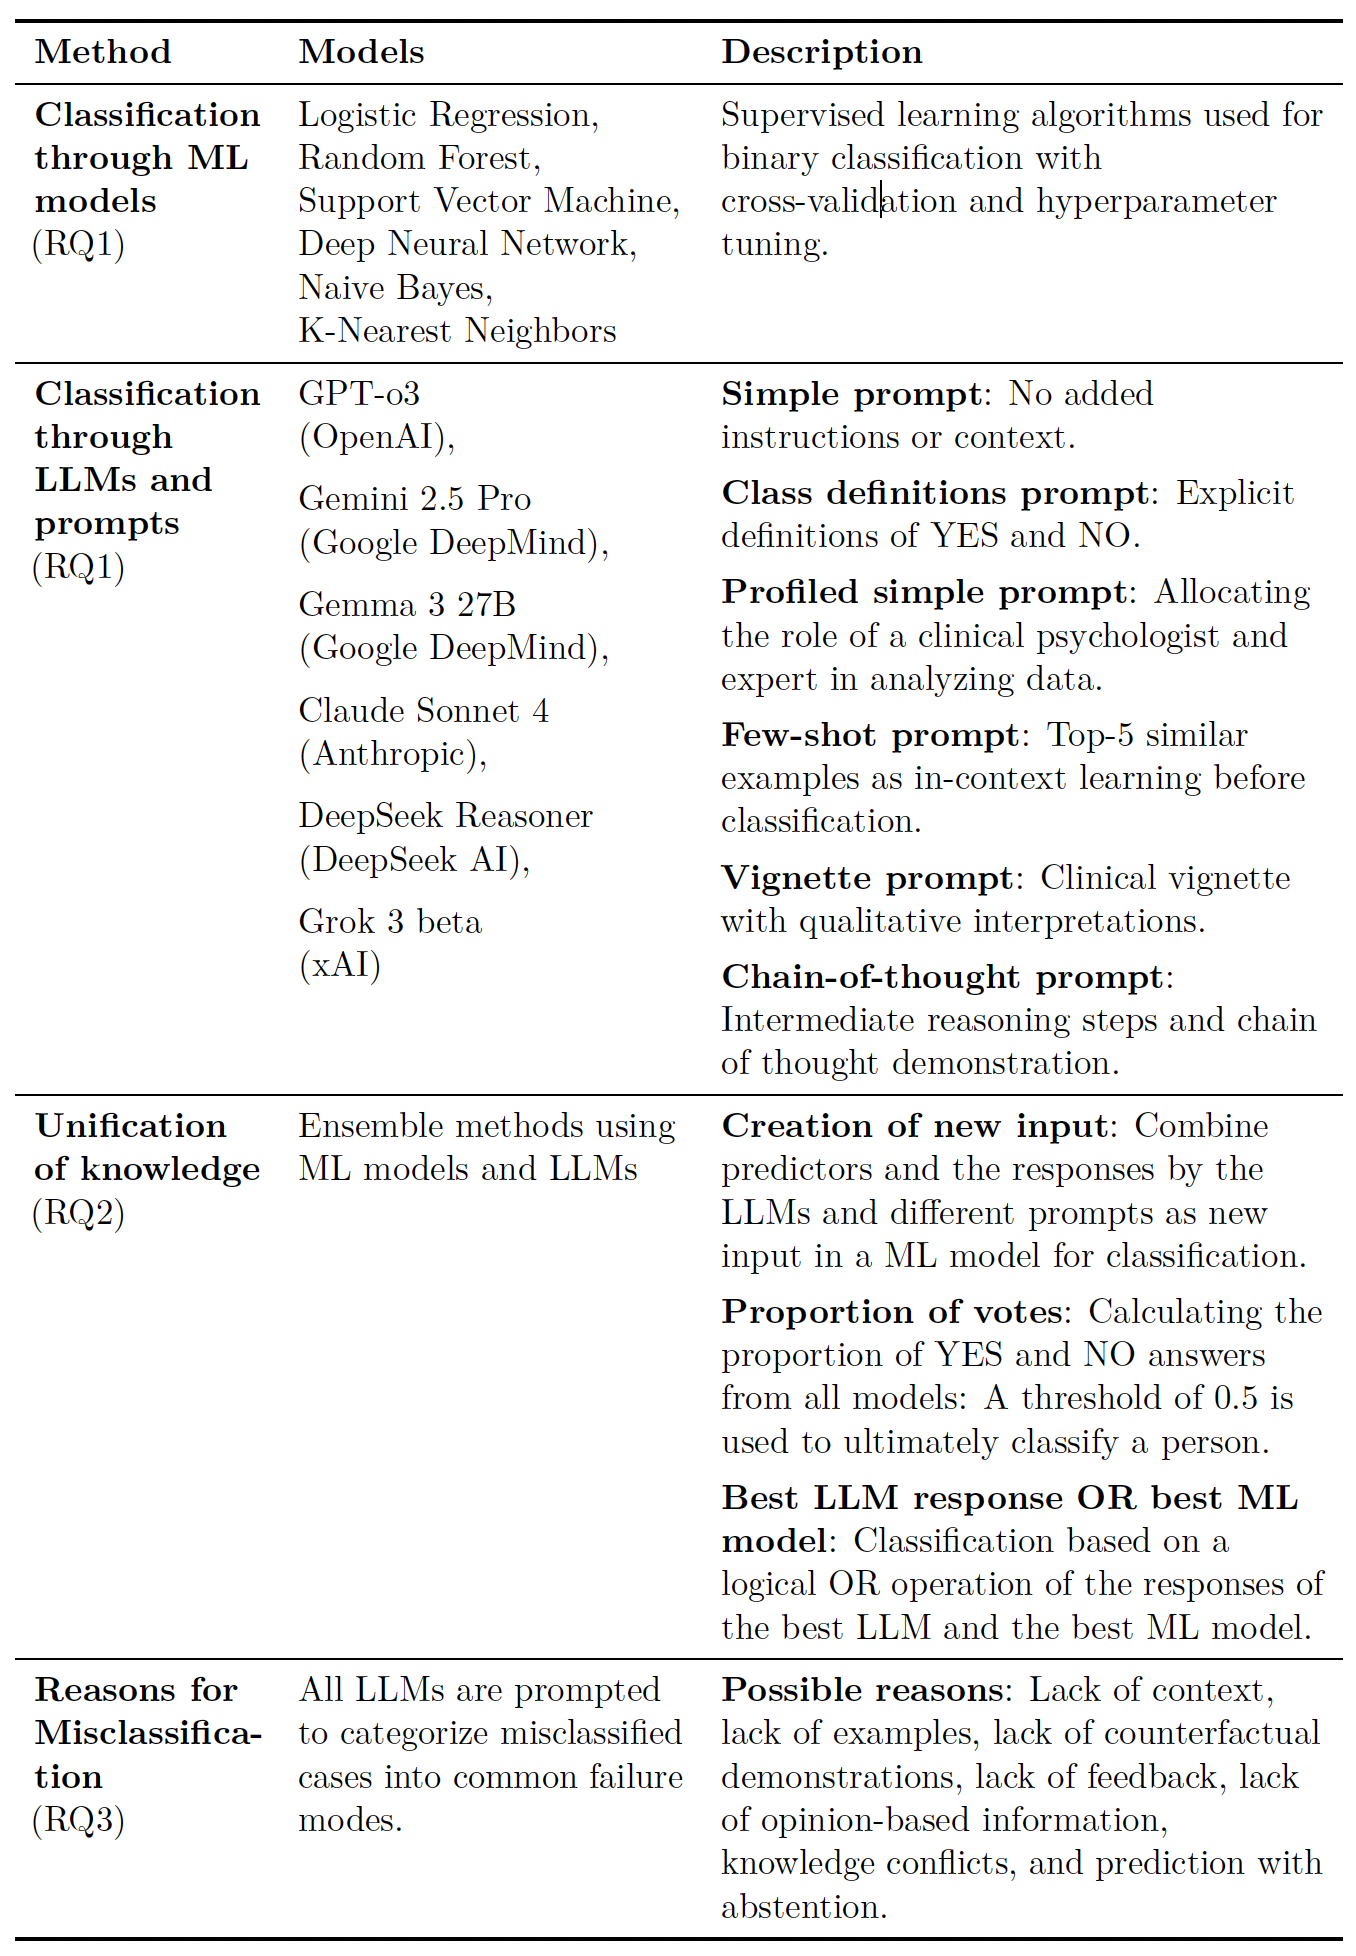 Method Models Description
Classification
through ML
models
(RQ1)
Logistic Regression,
Random Forest,
Support Vector Machine,
Deep Neural Network,
Naive Bayes,
K-Nearest Neighbors
Supervised learning algorithms used for
binary classification with
cross-validation and hyperparameter
tuning.
Classification
through
LLMs and
prompts
(RQ1)
GPT-o3
(OpenAI),
Gemini 2.5 Pro
(Google DeepMind),
Gemma 3 27B
(Google DeepMind),
Claude Sonnet 4
(Anthropic),
DeepSeek Reasoner
(DeepSeek AI),
Grok 3 beta
(xAI)
Simple prompt: No added
instructions or context.
Class definitions prompt: Explicit
definitions of YES and NO.
Profiled simple prompt: Allocating
the role of a clinical psychologist and
expert in analyzing data.
Few-shot prompt: Top-5 similar
examples as in-context learning before
classification.
Vignette prompt: Clinical vignette
with qualitative interpretations.
Chain-of-thought prompt:
Intermediate reasoning steps and chain
of thought demonstration.
Unification
of knowledge
(RQ2)
Ensemble methods using
ML models and LLMs
Creation of new input: Combine
predictors and the responses by the
LLMs and different prompts as new
input in a ML model for classification.
Proportion of votes: Calculating the
proportion of YES and NO answers
from all models: A threshold of 0.5 is
used to ultimately classify a person.
Best LLM response OR best ML
model: Classification based on a
logical OR operation of the responses of
the best LLM and the best ML model.
Reasons for
Misclassifica-
tion
(RQ3)
All LLMs are prompted
to categorize misclassified
cases into common failure
modes.
Possible reasons: Lack of context,
lack of examples, lack of counterfactual
demonstrations, lack of feedback, lack
of opinion-based information,
knowledge conflicts, and prediction with
abstention.